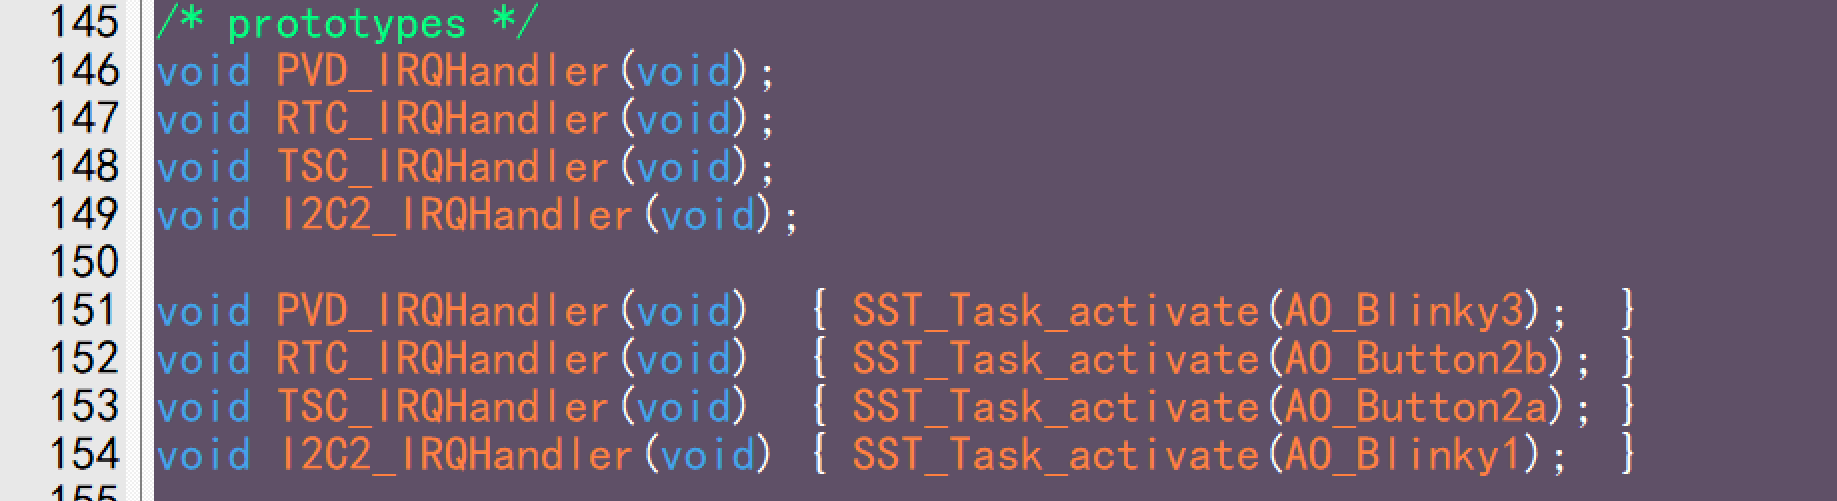 145 /* prototypes */
146 void PVD_IRQHandler(void);
147 void RTC_IRQHandler(void);
148 void TSC_IRQHandler(void);
149 void I2C2_IRQHandler(void);
150
151 void PVD_IRQHandler(void)   { SST_Task_activate(AO_Blinky3);  }
152 void RTC_IRQHandler(void)   { SST_Task_activate(AO_Button2b); }
153 void TSC_IRQHandler(void)   { SST_Task_activate(AO_Button2a); }
154 void I2C2_IRQHandler(void)  { SST_Task_activate(AO_Blinky1);  }
155